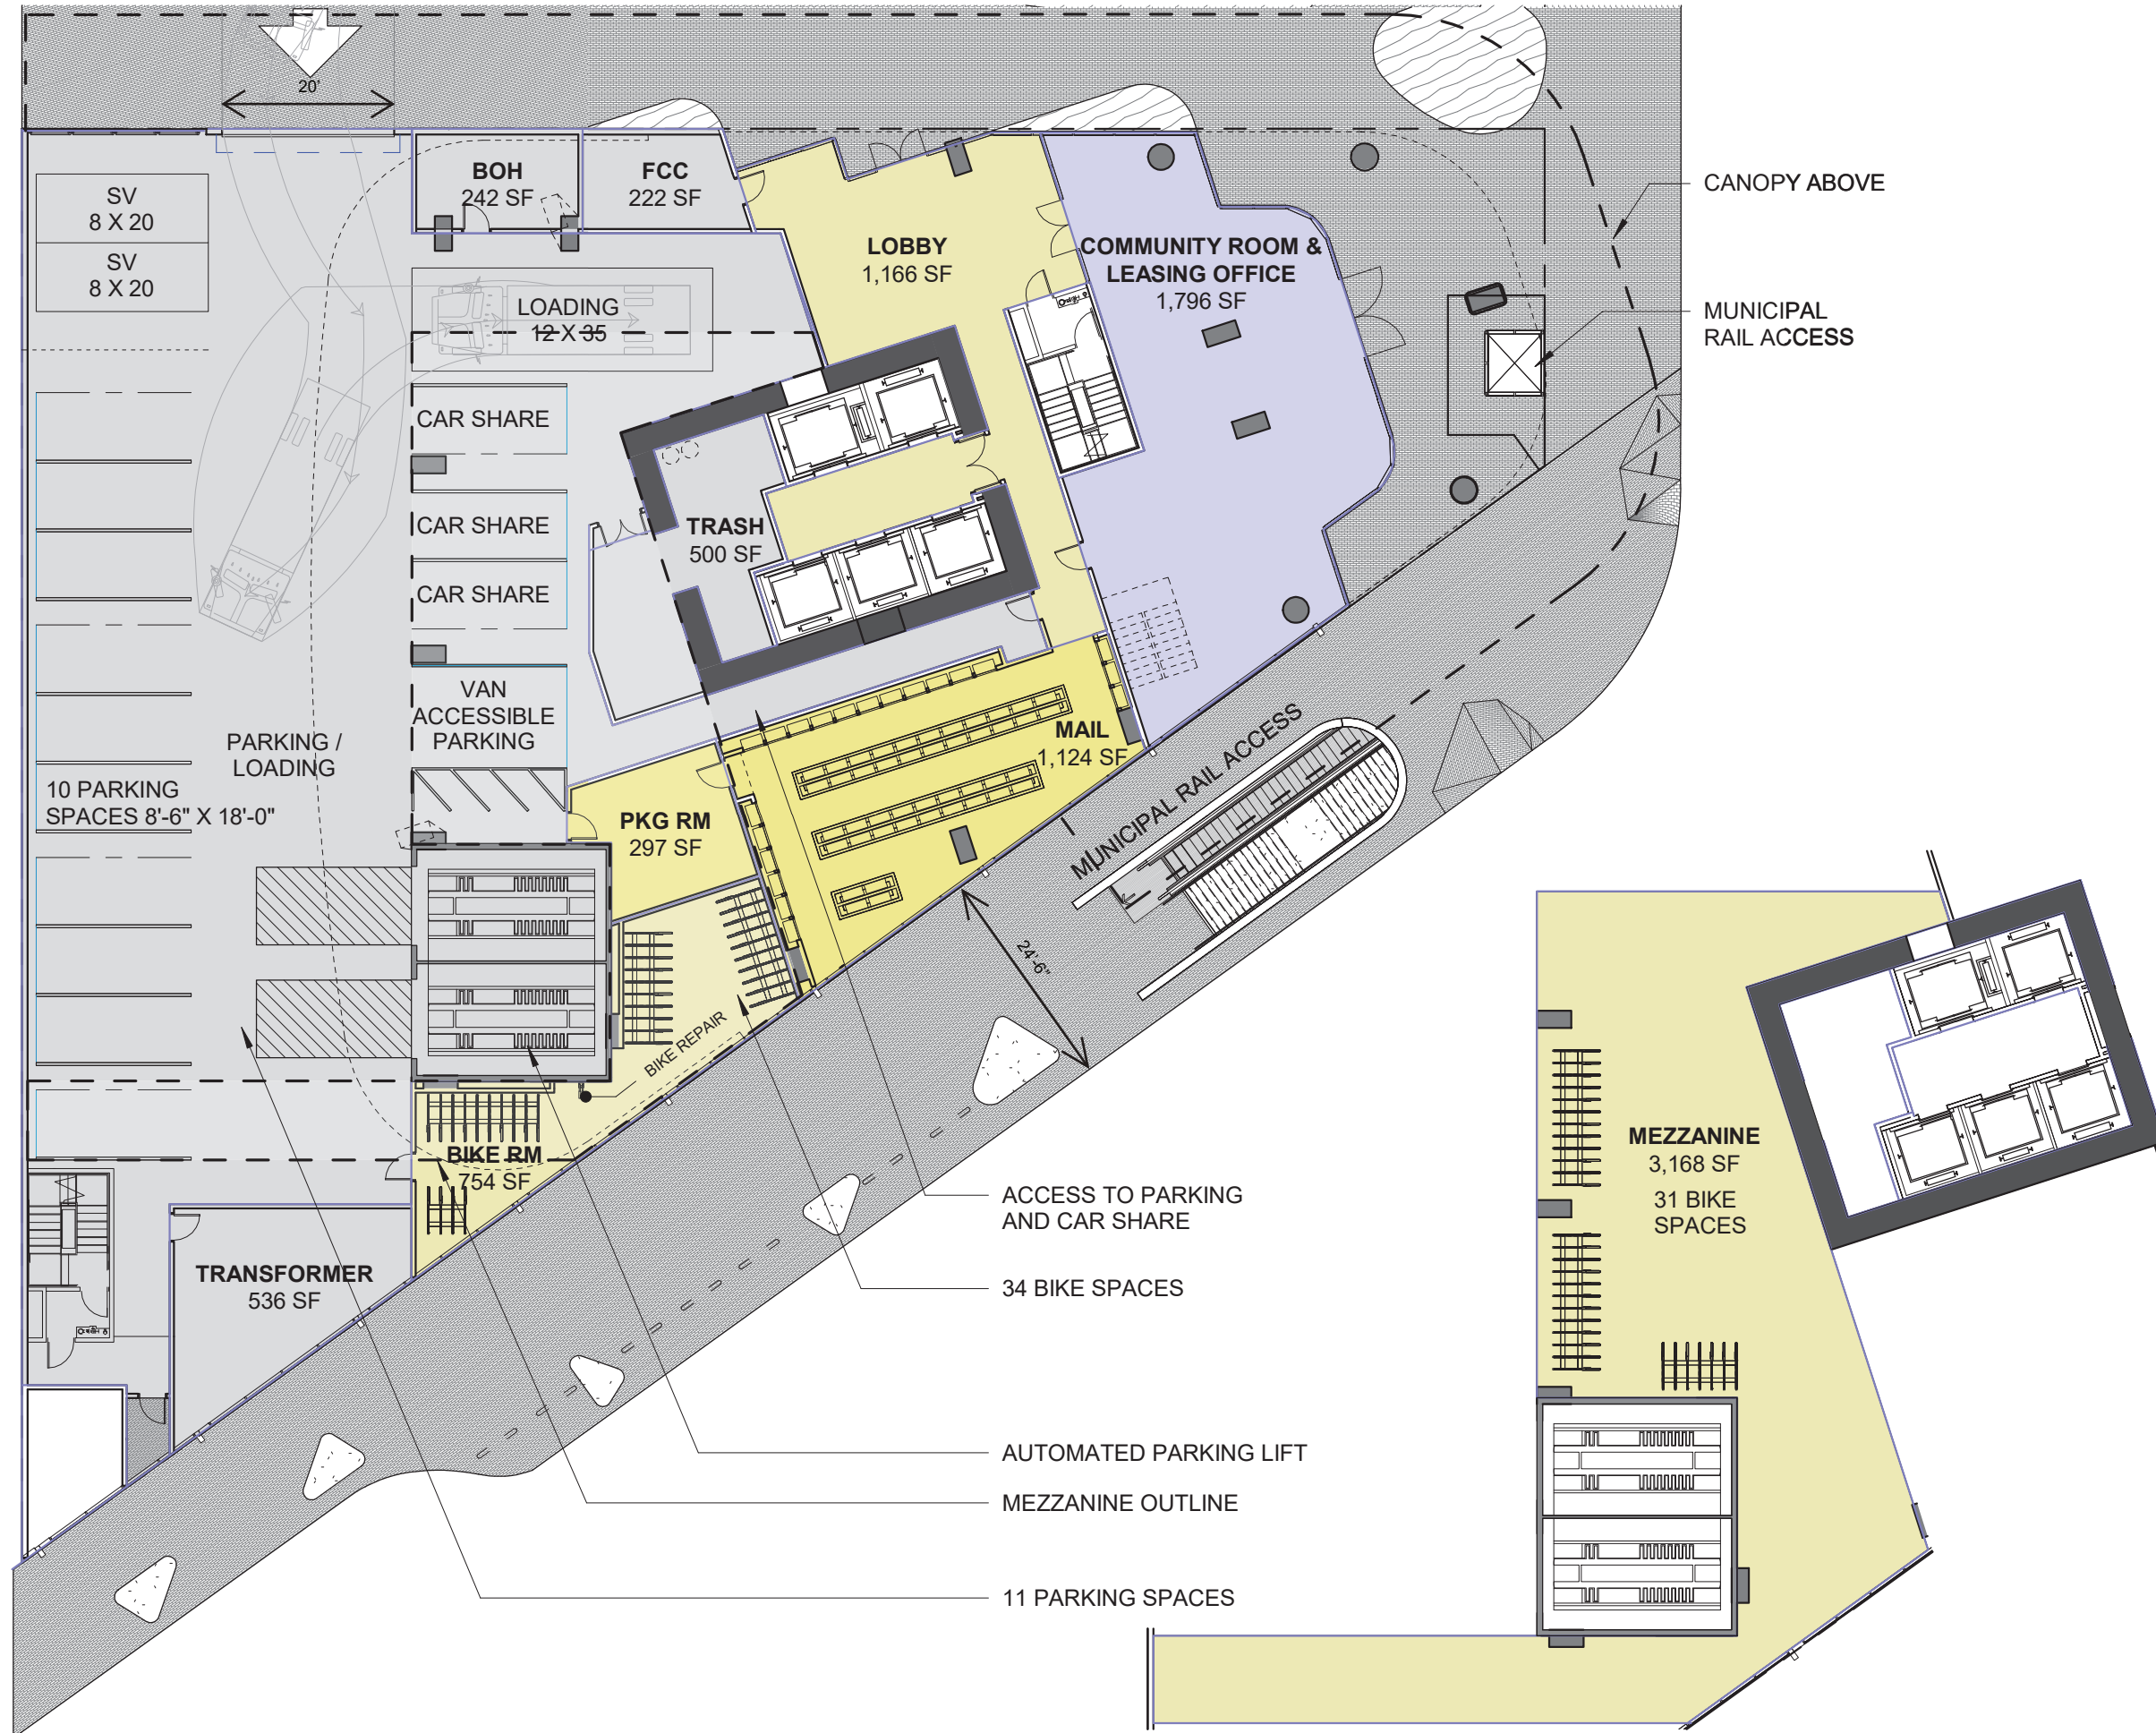 20'
SV
8 X 20
SV
8 X 20
BOH
242 SF
FCC
222 SF
LOADING
12 X 35
LOBBY
1,166 SF
COMMUNITY ROOM &
LEASING OFFICE
1,796 SF
CANOPY ABOVE
MUNICIPAL
RAIL ACCESS
CAR SHARE
CAR SHARE
CAR SHARE
TRASH
500 SF
VAN
ACCESSIBLE
PARKING
PARKING /
LOADING
10 PARKING
SPACES 8'-6" X 18'-0"
MAIL
1,124 SF
PKG RM
297 SF
MUNICIPAL RAIL ACCESS
24'-6"
BIKE REPAIR
BIKE RM
754 SF
TRANSFORMER
536 SF
MEZZANINE
3,168 SF
31 BIKE
SPACES
ACCESS TO PARKING
AND CAR SHARE
34 BIKE SPACES
AUTOMATED PARKING LIFT
MEZZANINE OUTLINE
11 PARKING SPACES